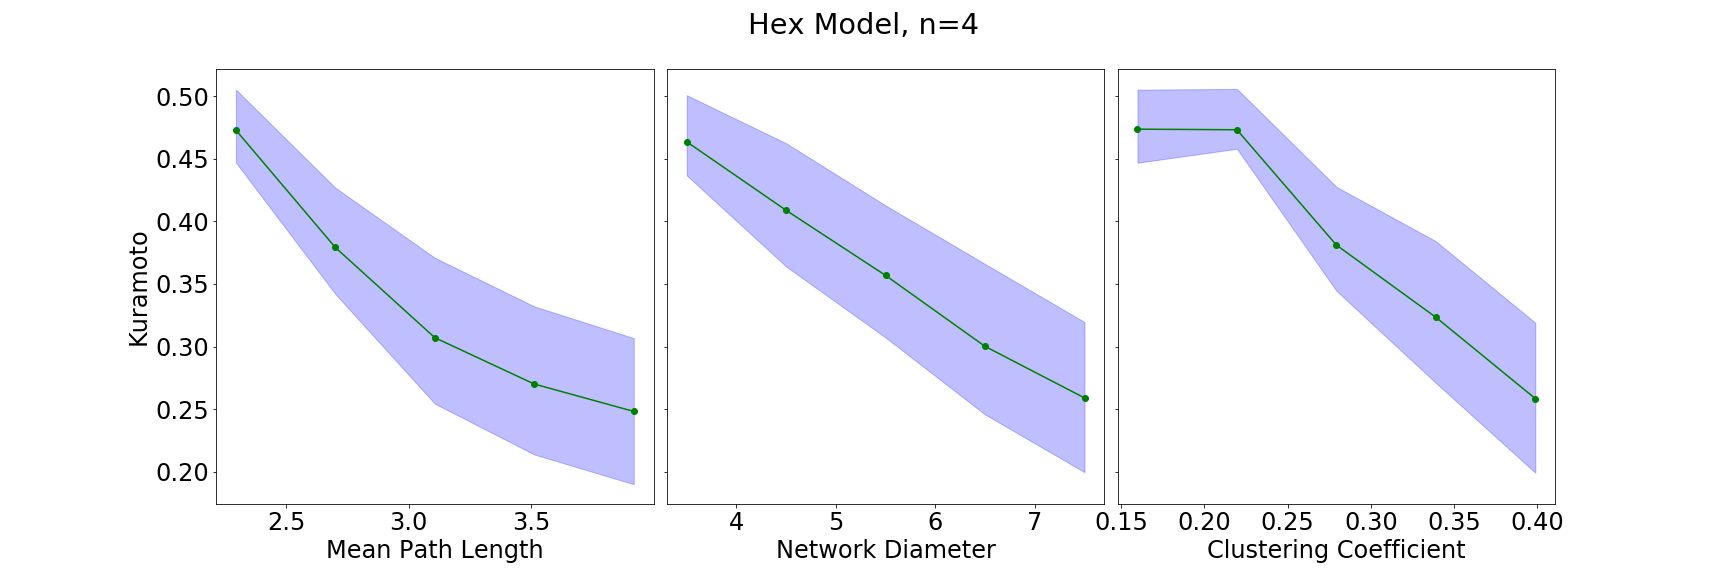 Hex Model, n=4
Kuramoto
0.50
0.45
0.40
0.35
0.30
0.25
0.20
2.5 3.0 3.5
Mean Path Length
4 5 6 7
Network Diameter
0.15 0.20 0.25 0.30 0.35 0.40
Clustering Coefficient